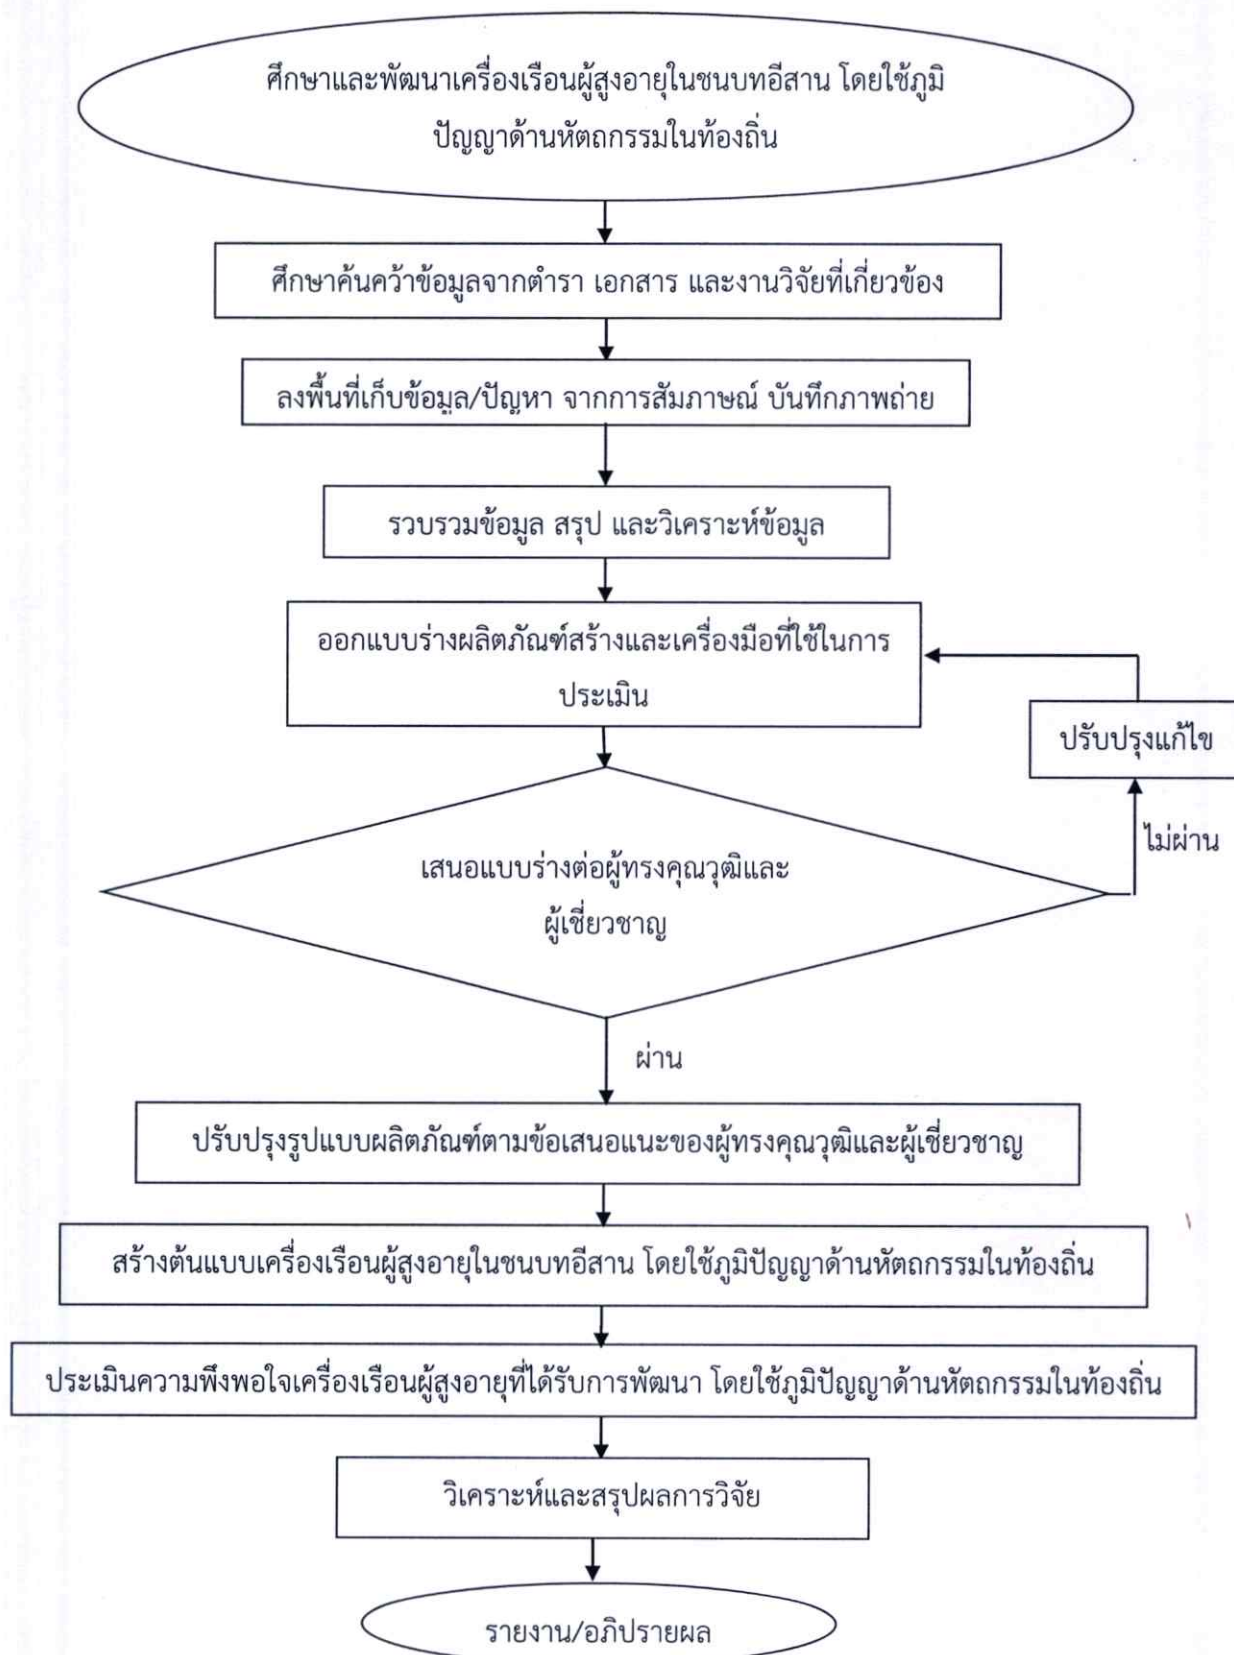 ศึกษาและพัฒนาเครื่องเรือนผู้สูงอายุในชนบทอีสาน โดยใช้ภูมิ
ปัญญาด้านหัตถกรรมในท้องถิ่น
ศึกษาค้นคว้าข้อมูลจากตำรา เอกสาร และงานวิจัยที่เกี่ยวข้อง
ลงพื้นที่เก็บข้อมูล/ปัญหา จากการสัมภาษณ์ บันทึกภาพถ่าย
รวบรวมข้อมูล สรุป และวิเคราะห์ข้อมูล
ออกแบบร่างผลิตภัณฑ์สร้างและเครื่องมือที่ใช้ในการ
ประเมิน
ปรับปรุงแก้ไข
ไม่ผ่าน
เสนอแบบร่างต่อผู้ทรงคุณวุฒิและ
ผู้เชี่ยวชาญ
ผ่าน
ปรับปรุงรูปแบบผลิตภัณฑ์ตามข้อเสนอแนะของผู้ทรงคุณวุฒิและผู้เชี่ยวชาญ
สร้างต้นแบบเครื่องเรือนผู้สูงอายุในชนบทอีสาน โดยใช้ภูมิปัญญาด้านหัตถกรรมในท้องถิ่น
ประเมินความพึงพอใจเครื่องเรือนผู้สูงอายุที่ได้รับการพัฒนา โดยใช้ภูมิปัญญาด้านหัตถกรรมในท้องถิ่น
วิเคราะห์และสรุปผลการวิจัย
รายงาน/อภิปรายผล